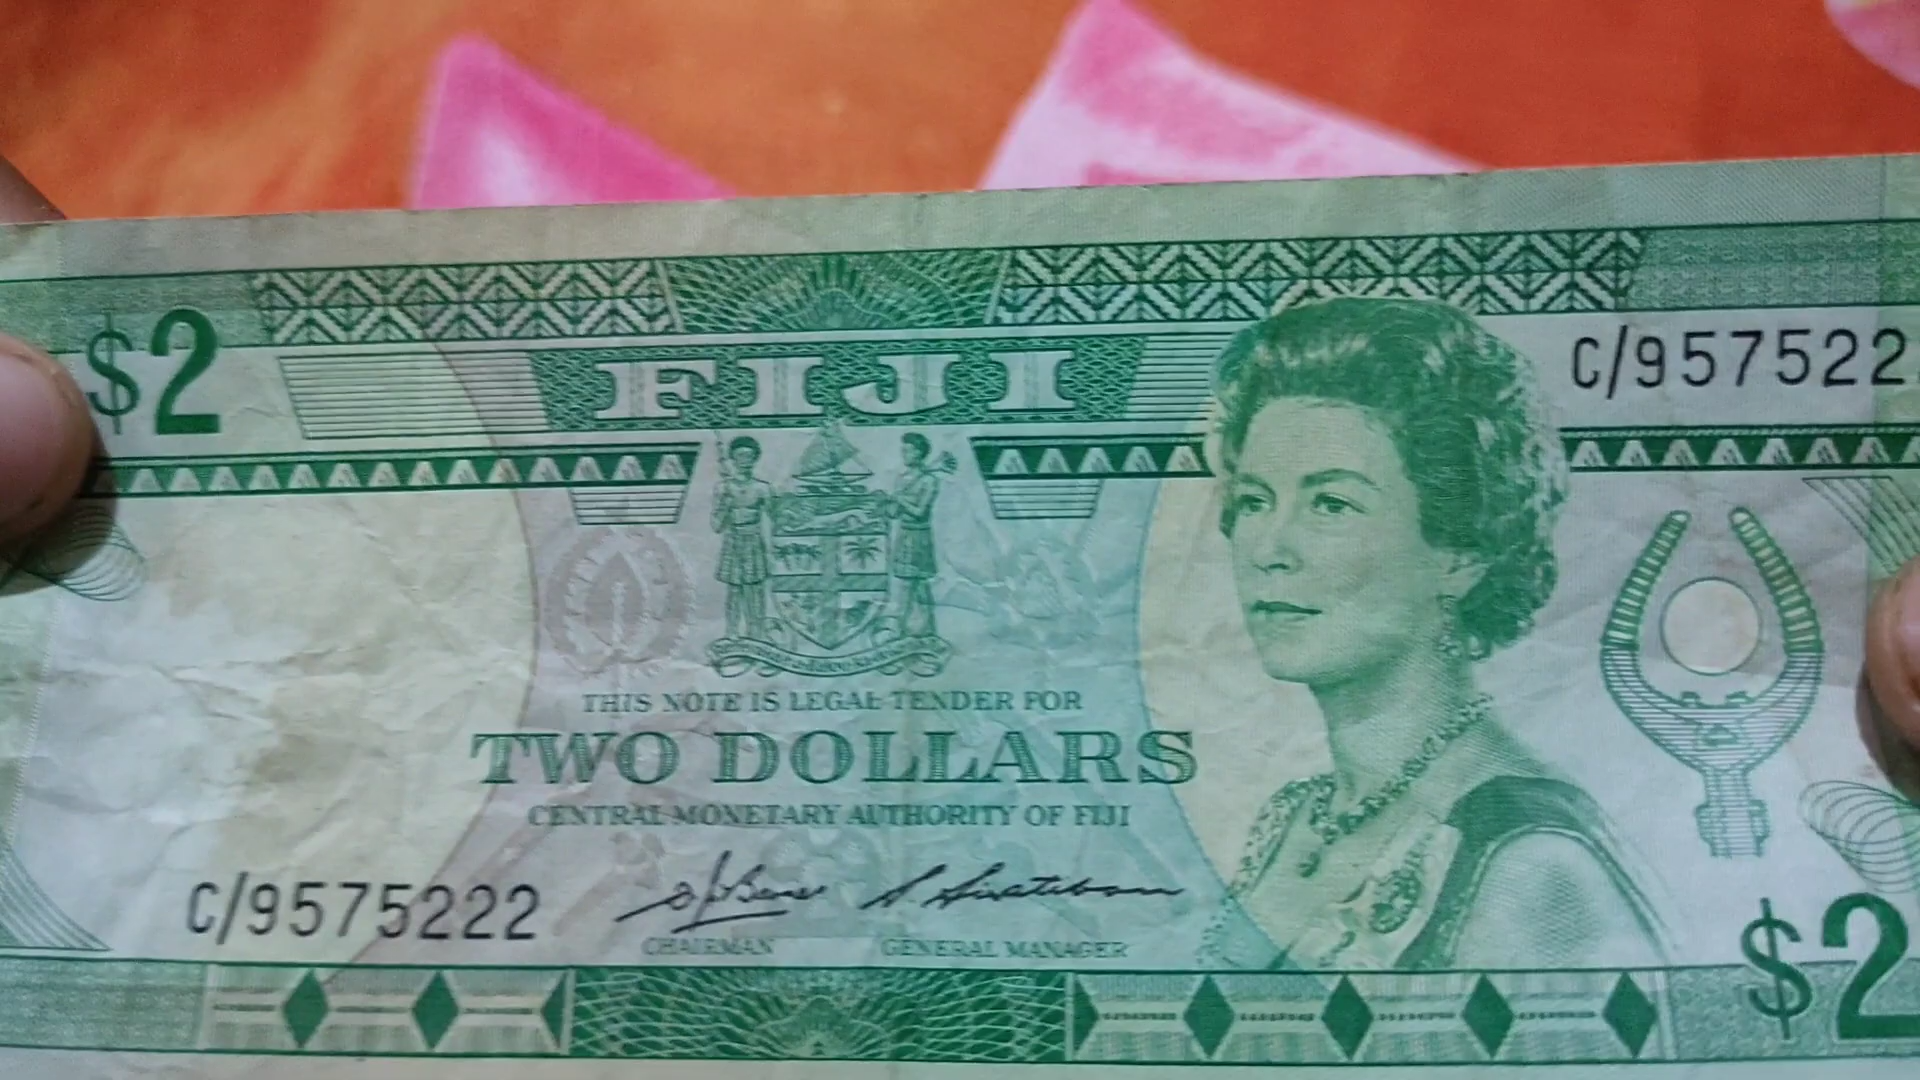 $2
FIJI
C/957522
THIS NOTE IS LEGAL TENDER FOR
TWO DOLLARS
CENTRAL MONETARY AUTHORITY OF FIJI
C/9575222
CHAIRMAN
GENERAL MANAGER
$2